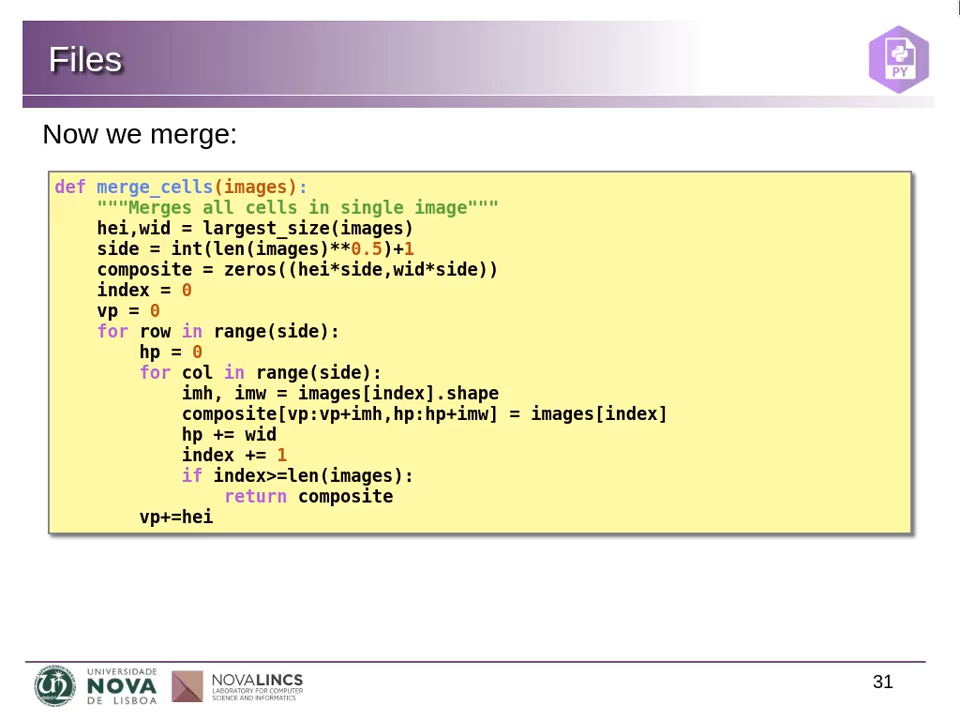 Files
PY
Now we merge:
def merge_cells(images):
    """Merges all cells in single image"""
    hei,wid = largest_size(images)
    side = int(len(images)**0.5)+1
    composite = zeros((hei*side,wid*side))
    index = 0
    vp = 0
    for row in range(side):
        hp = 0
        for col in range(side):
            imh, imw = images[index].shape
            composite[vp:vp+imh,hp:hp+imw] = images[index]
            hp += wid
            index += 1
            if index>=len(images):
                return composite
        vp+=hei
UNIVERSIDADE
NOVA
DE LISBOA
NOVALINCS
LABORATORY FOR COMPUTER
SCIENCE AND INFORMATICS
31